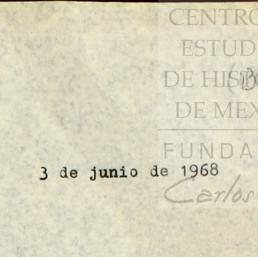 CENTRO
ESTUD
DE HIS
DE MEX
FUNDA
Carlos
3 de junio de 1968